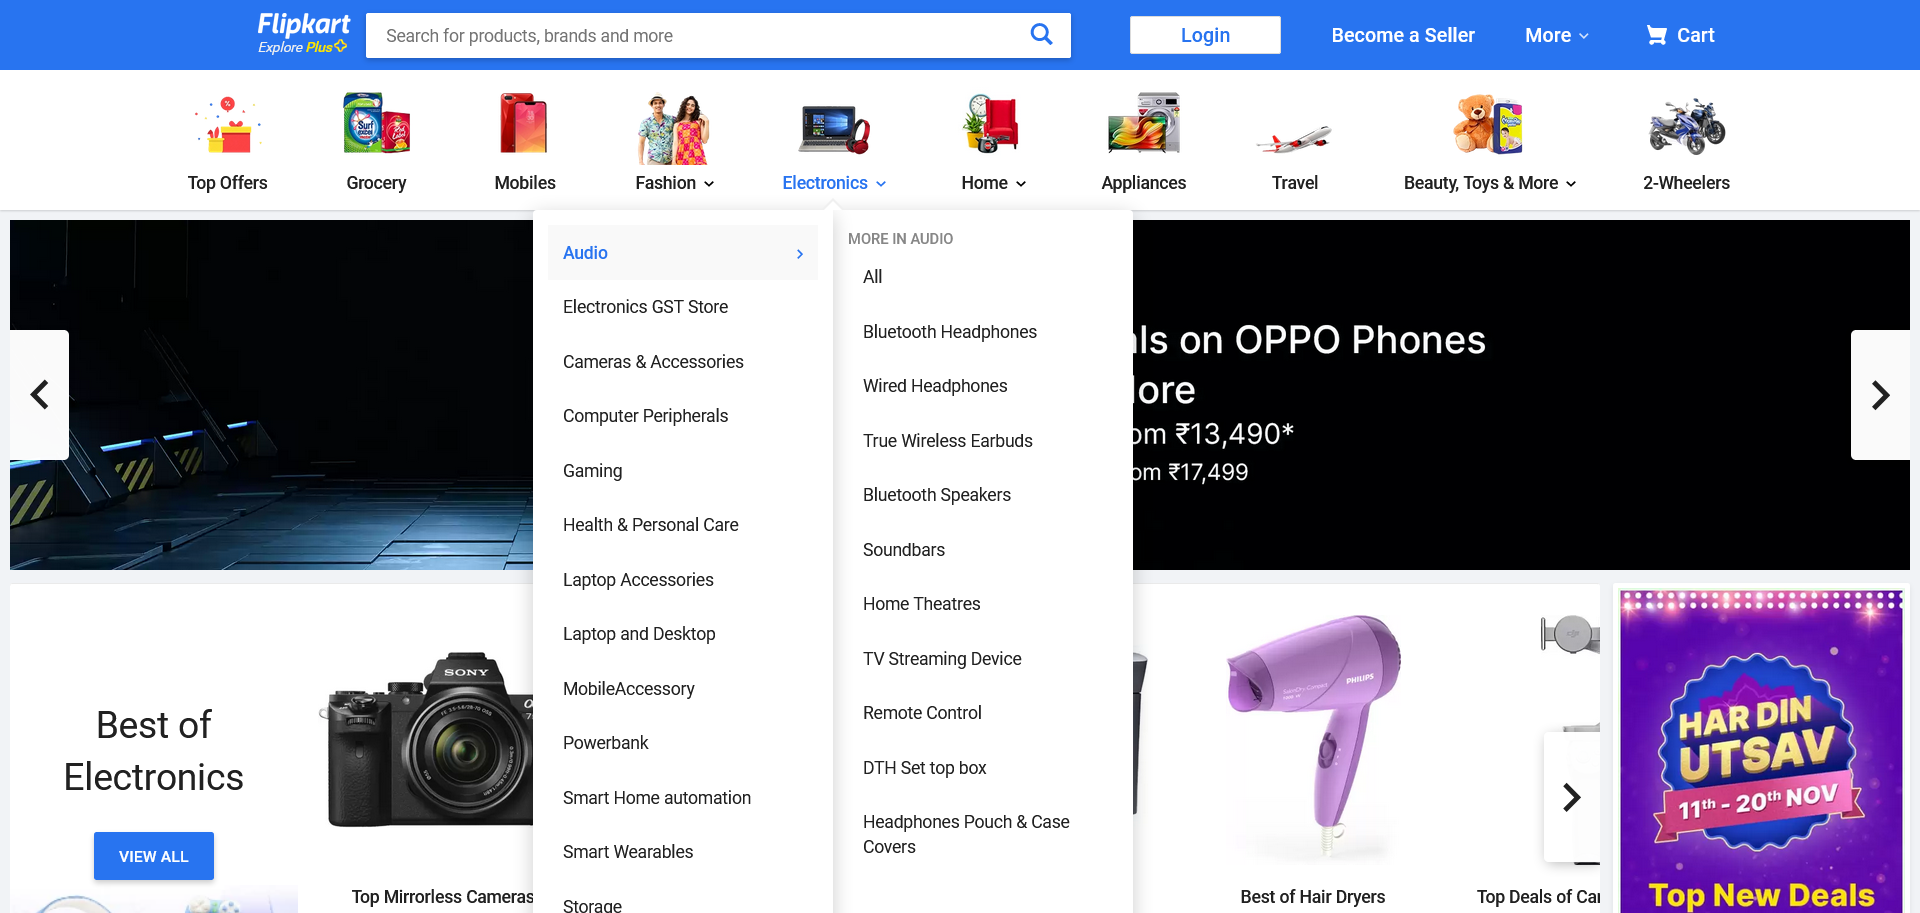 Flipkart
Explore Plus
Search for products, brands and more
Login
Become a Seller
More
Cart
Top Offers
Grocery
Mobiles
Fashion
Electronics
Home
Appliances
Travel
Beauty, Toys & More
2-Wheelers
Surf excel
Audio
Electronics GST Store
Cameras & Accessories
Computer Peripherals
Gaming
Health & Personal Care
Laptop Accessories
Laptop and Desktop
MobileAccessory
Powerbank
Smart Home automation
Smart Wearables
Storage
MORE IN AUDIO
All
Bluetooth Headphones
Wired Headphones
True Wireless Earbuds
Bluetooth Speakers
Soundbars
Home Theatres
TV Streaming Device
Remote Control
DTH Set top box
Headphones Pouch & Case
Covers
ls on OPPO Phones
ore
om ₹13,490*
om ₹17,499
Best of
Electronics
VIEW ALL
SONY
Top Mirrorless Cameras
PHILIPS
Best of Hair Dryers
Top Deals of Ca
HAR DIN
UTSAV
11th - 20th NOV
Top New Deals